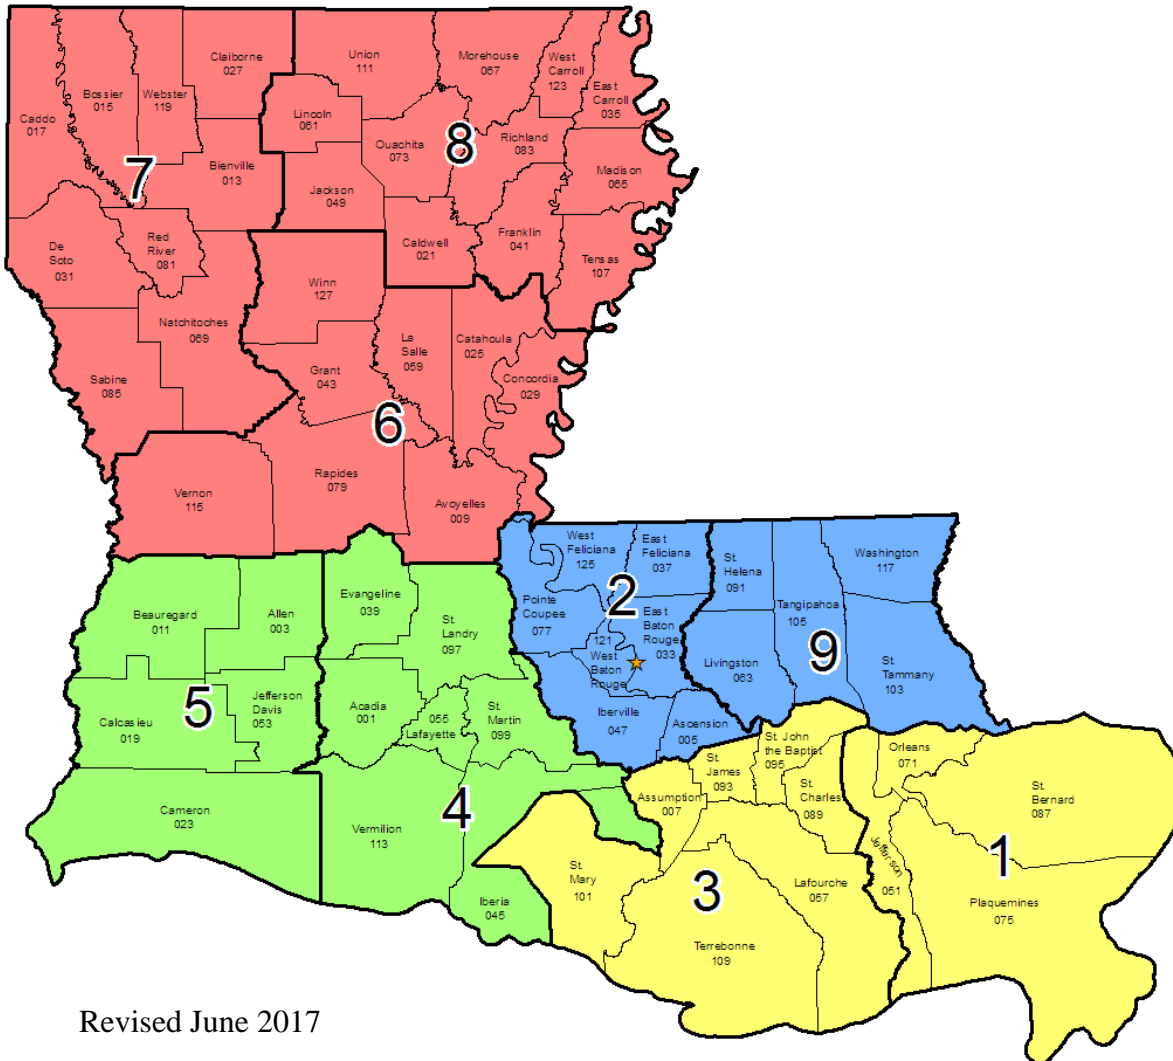 Claiborne
027
Union
111
Morehouse
067
West
Carroll
123
East
Carroll
035
Bossier
015
Webster
119
Caddo
017
Lincoln
061
Ouachita
073
8
Richland
083
7
Bienville
013
Madison
065
Jackson
049
De
Soto
031
Red
River
081
Caldwell
021
Franklin
041
Tensas
107
Winn
127
Natchitoches
069
La
Salle
059
Catahoula
025
Sabine
085
Grant
043
Concordia
029
6
Vernon
115
Rapides
079
Avoyelles
009
West
Feliciana
125
East
Feliciana
037
St.
Helena
091
Washington
117
Beauregard
011
Allen
003
Evangeline
039
St.
Landry
097
Pointe
Coupee
077
2
East
Baton
Rouge
033
121
West
Baton
Rouge
Tangipahoa
105
9
Livingston
063
St.
Tammany
103
Calcasieu
019
5
Jefferson
Davis
053
Acadia
001
055
Lafayette
St.
Martin
099
Iberville
047
Ascension
005
Cameron
023
Vermilion
113
4
Iberia
045
St.
James
093
St. John
the Baptist
095
St.
Charles
089
Assumption
007
Orleans
071
St.
Bernard
087
St.
Mary
101
3
Lafourche
057
Jefferson
051
1
Plaquemines
075
Terrebonne
109
Revised June 2017